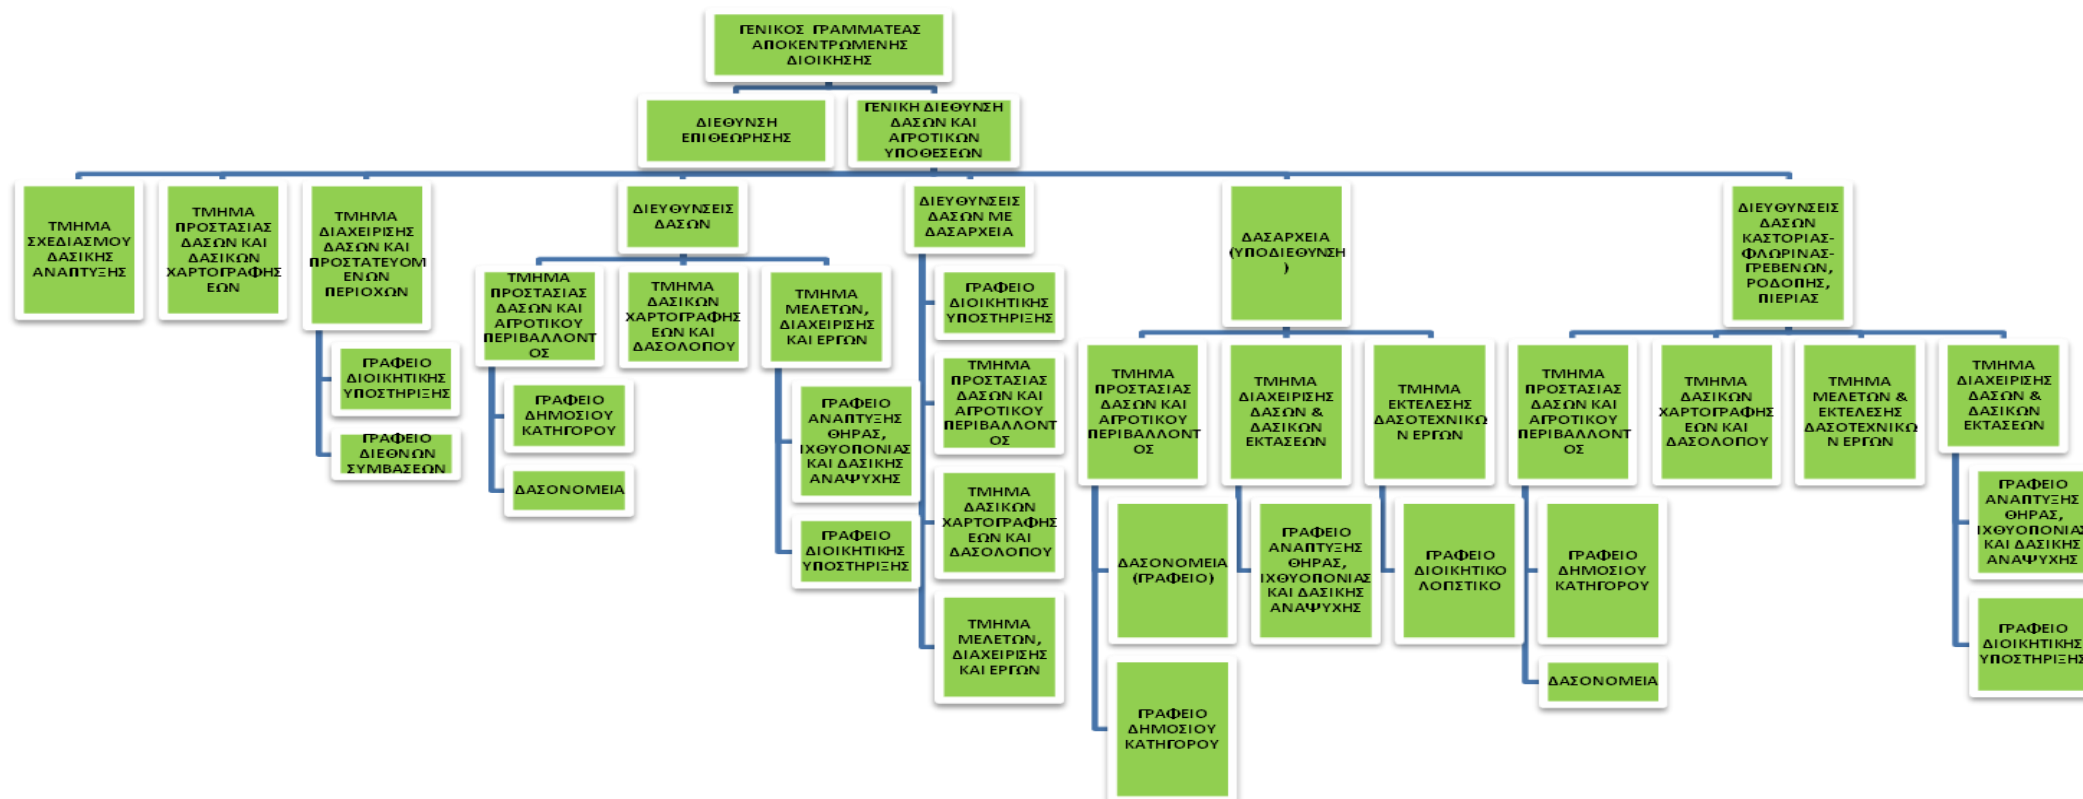 ΓΕΝΙΚΟΣ ΓΡΑΜΜΑΤΕΑΣ
ΑΠΟΚΕΝΤΡΩΜΕΝΗΣ
ΔΙΟΙΚΗΣΗΣ
ΔΙΕΘΥΝΣΗ
ΕΠΙΘΕΩΡΗΣΗΣ
ΓΕΝΙΚΗ ΔΙΕΘΥΝΣΗ
ΔΑΣΩΝ ΚΑΙ
ΑΓΡΟΤΙΚΩΝ
ΥΠΟΘΕΣΕΩΝ
ΤΜΗΜΑ
ΣΧΕΔΙΑΣΜΟΥ
ΔΑΣΙΚΗΣ
ΑΝΑΠΤΥΞΗΣ
ΤΜΗΜΑ
ΠΡΟΣΤΑΣΙΑΣ
ΔΑΣΩΝ ΚΑΙ
ΔΑΣΙΚΩΝ
ΧΑΡΤΟΓΡΑΦΗΣ
ΕΩΝ
ΤΜΗΜΑ
ΔΙΑΧΕΙΡΙΣΗΣ
ΔΑΣΩΝ ΚΑΙ
ΠΡΟΣΤΑΤΕΥΟΜ
ΕΝΩΝ
ΠΕΡΙΟΧΩΝ
ΓΡΑΦΕΙΟ
ΔΙΟΙΚΗΤΙΚΗΣ
ΥΠΟΣΤΗΡΙΞΗΣ
ΓΡΑΦΕΙΟ
ΔΙΕΘΝΩΝ
ΣΥΜΒΑΣΕΩΝ
ΔΙΕΥΘΥΝΣΕΙΣ
ΔΑΣΩΝ
ΤΜΗΜΑ
ΠΡΟΣΤΑΣΙΑΣ
ΔΑΣΩΝ ΚΑΙ
ΑΓΡΟΤΙΚΟΥ
ΠΕΡΙΒΑΛΛΟΝΤ
ΟΣ
ΓΡΑΦΕΙΟ
ΔΗΜΟΣΙΟΥ
ΚΑΤΗΓΟΡΟΥ
ΔΑΣΟΝΟΜΕΙΑ
ΤΜΗΜΑ
ΔΑΣΙΚΩΝ
ΧΑΡΤΟΓΡΑΦΗΣ
ΕΩΝ ΚΑΙ
ΔΑΣΟΛΟΓΙΟΥ
ΤΜΗΜΑ
ΜΕΛΕΤΩΝ,
ΔΙΑΧΕΙΡΙΣΗΣ
ΚΑΙ ΕΡΓΩΝ
ΓΡΑΦΕΙΟ
ΑΝΑΠΤΥΞΗΣ
ΘΗΡΑΣ,
ΙΧΘΥΟΠΟΝΙΑΣ
ΚΑΙ ΔΑΣΙΚΗΣ
ΑΝΑΨΥΧΗΣ
ΓΡΑΦΕΙΟ
ΔΙΟΙΚΗΤΙΚΗΣ
ΥΠΟΣΤΗΡΙΞΗΣ
ΔΙΕΥΘΥΝΣΕΙΣ
ΔΑΣΩΝ ΜΕ
ΔΑΣΑΡΧΕΙΑ
ΓΡΑΦΕΙΟ
ΔΙΟΙΚΗΤΙΚΗΣ
ΥΠΟΣΤΗΡΙΞΗΣ
ΤΜΗΜΑ
ΠΡΟΣΤΑΣΙΑΣ
ΔΑΣΩΝ ΚΑΙ
ΑΓΡΟΤΙΚΟΥ
ΠΕΡΙΒΑΛΛΟΝΤ
ΟΣ
ΤΜΗΜΑ
ΔΑΣΙΚΩΝ
ΧΑΡΤΟΓΡΑΦΗΣ
ΕΩΝ ΚΑΙ
ΔΑΣΟΛΟΓΙΟΥ
ΤΜΗΜΑ
ΜΕΛΕΤΩΝ,
ΔΙΑΧΕΙΡΙΣΗΣ
ΚΑΙ ΕΡΓΩΝ
ΔΑΣΑΡΧΕΙΑ
(ΥΠΟΔΙΕΘΥΝΣΗ
)
ΤΜΗΜΑ
ΠΡΟΣΤΑΣΙΑΣ
ΔΑΣΩΝ ΚΑΙ
ΑΓΡΟΤΙΚΟΥ
ΠΕΡΙΒΑΛΛΟΝΤ
ΟΣ
ΔΑΣΟΝΟΜΕΙΑ
(ΓΡΑΦΕΙΟ)
ΓΡΑΦΕΙΟ
ΔΗΜΟΣΙΟΥ
ΚΑΤΗΓΟΡΟΥ
ΤΜΗΜΑ
ΔΙΑΧΕΙΡΙΣΗΣ
ΔΑΣΩΝ &
ΔΑΣΙΚΩΝ
ΕΚΤΑΣΕΩΝ
ΓΡΑΦΕΙΟ
ΑΝΑΠΤΥΞΗΣ
ΘΗΡΑΣ,
ΙΧΘΥΟΠΟΝΙΑΣ
ΚΑΙ ΔΑΣΙΚΗΣ
ΑΝΑΨΥΧΗΣ
ΤΜΗΜΑ
ΕΚΤΕΛΕΣΗΣ
ΔΑΣΟΤΕΧΝΙΚΩ
Ν ΕΡΓΩΝ
ΓΡΑΦΕΙΟ
ΔΙΟΙΚΗΤΙΚΟ
ΛΟΓΙΣΤΙΚΟ
ΔΙΕΥΘΥΝΣΕΙΣ
ΔΑΣΩΝ
ΚΑΣΤΟΡΙΑΣ-
ΦΛΩΡΙΝΑΣ-
ΓΡΕΒΕΝΩΝ,
ΡΟΔΟΠΗΣ,
ΠΙΕΡΙΑΣ
ΤΜΗΜΑ
ΠΡΟΣΤΑΣΙΑΣ
ΔΑΣΩΝ ΚΑΙ
ΑΓΡΟΤΙΚΟΥ
ΠΕΡΙΒΑΛΛΟΝΤ
ΟΣ
ΓΡΑΦΕΙΟ
ΔΗΜΟΣΙΟΥ
ΚΑΤΗΓΟΡΟΥ
ΔΑΣΟΝΟΜΕΙΑ
ΤΜΗΜΑ
ΔΑΣΙΚΩΝ
ΧΑΡΤΟΓΡΑΦΗΣ
ΕΩΝ ΚΑΙ
ΔΑΣΟΛΟΓΙΟΥ
ΤΜΗΜΑ
ΜΕΛΕΤΩΝ &
ΕΚΤΕΛΕΣΗΣ
ΔΑΣΟΤΕΧΝΙΚΩ
Ν ΕΡΓΩΝ
ΤΜΗΜΑ
ΔΙΑΧΕΙΡΙΣΗΣ
ΔΑΣΩΝ &
ΔΑΣΙΚΩΝ
ΕΚΤΑΣΕΩΝ
ΓΡΑΦΕΙΟ
ΑΝΑΠΤΥΞΗΣ
ΘΗΡΑΣ,
ΙΧΘΥΟΠΟΝΙΑΣ
ΚΑΙ ΔΑΣΙΚΗΣ
ΑΝΑΨΥΧΗΣ
ΓΡΑΦΕΙΟ
ΔΙΟΙΚΗΤΙΚΗΣ
ΥΠΟΣΤΗΡΙΞΗΣ